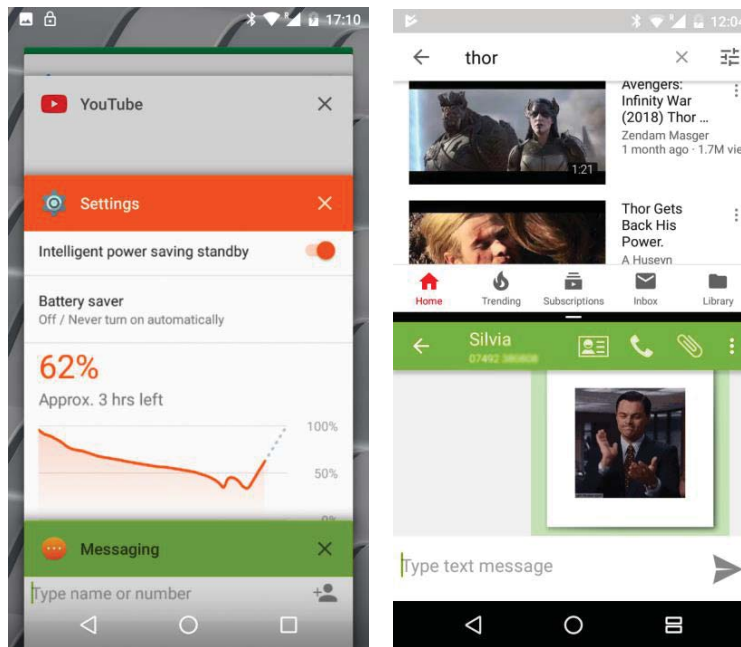 17:10
YouTube
Settings
Intelligent power saving standby
Battery saver
Off / Never turn on automatically
62%
Approx. 3 hrs left
100%
50%
0%
Messaging
Type name or number
12:04
thor
Avengers:
Infinity War
(2018) Thor ...
Zendam Masger
1 month ago · 1.7M vie
1:21
Thor Gets
Back His
Power.
A Huseyn
Home
Trending
Subscriptions
Inbox
Library
Silvia
07492
Type text message